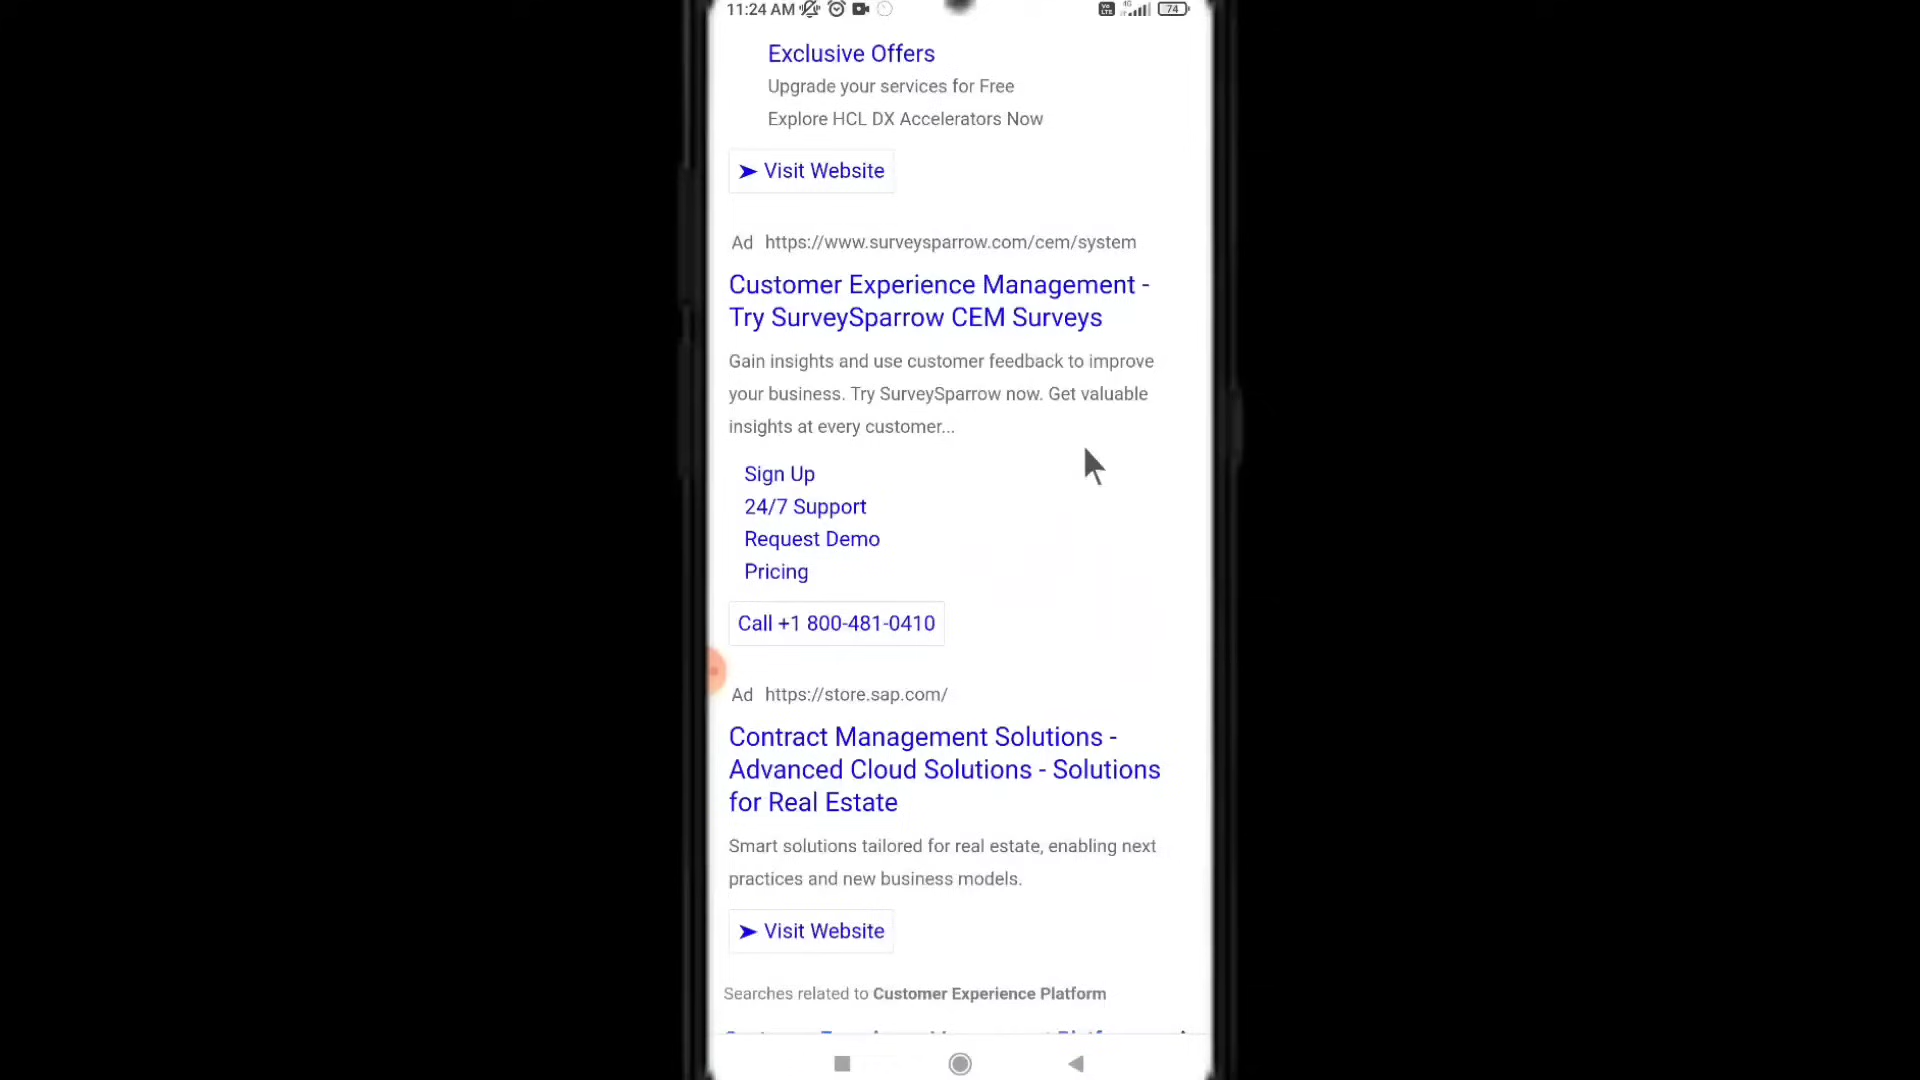 11:24 AM
74
Exclusive Offers
Upgrade your services for Free
Explore HCL DX Accelerators Now
Visit Website
Ad https://www.surveysparrow.com/cem/system
Customer Experience Management -
Try SurveySparrow CEM Surveys
Gain insights and use customer feedback to improve
your business. Try SurveySparrow now. Get valuable
insights at every customer...
Sign Up
24/7 Support
Request Demo
Pricing
Call +1 800-481-0410
Ad https://store.sap.com/
Contract Management Solutions -
Advanced Cloud Solutions - Solutions
for Real Estate
Smart solutions tailored for real estate, enabling next
practices and new business models.
Visit Website
Searches related to Customer Experience Platform